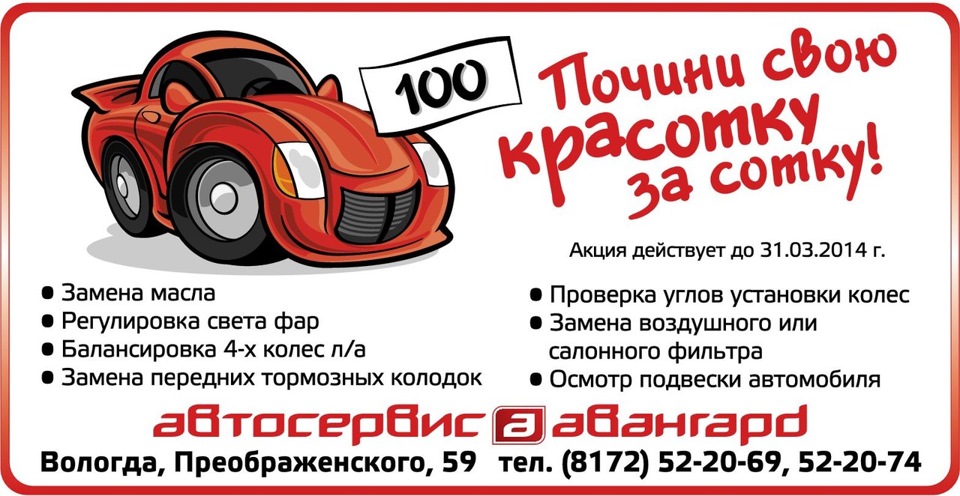 100
Почини свою
красотку
за сотку!
Акция действует до 31.03.2014 г.
• Замена масла
• Регулировка света фар
• Балансировка 4-х колес л/а
• Замена передних тормозных колодок
• Проверка углов установки колес
• Замена воздушного или
салонного фильтра
• Осмотр подвески автомобиля
автосервис а авангард
Вологда, Преображенского, 59 тел. (8172) 52-20-69, 52-20-74